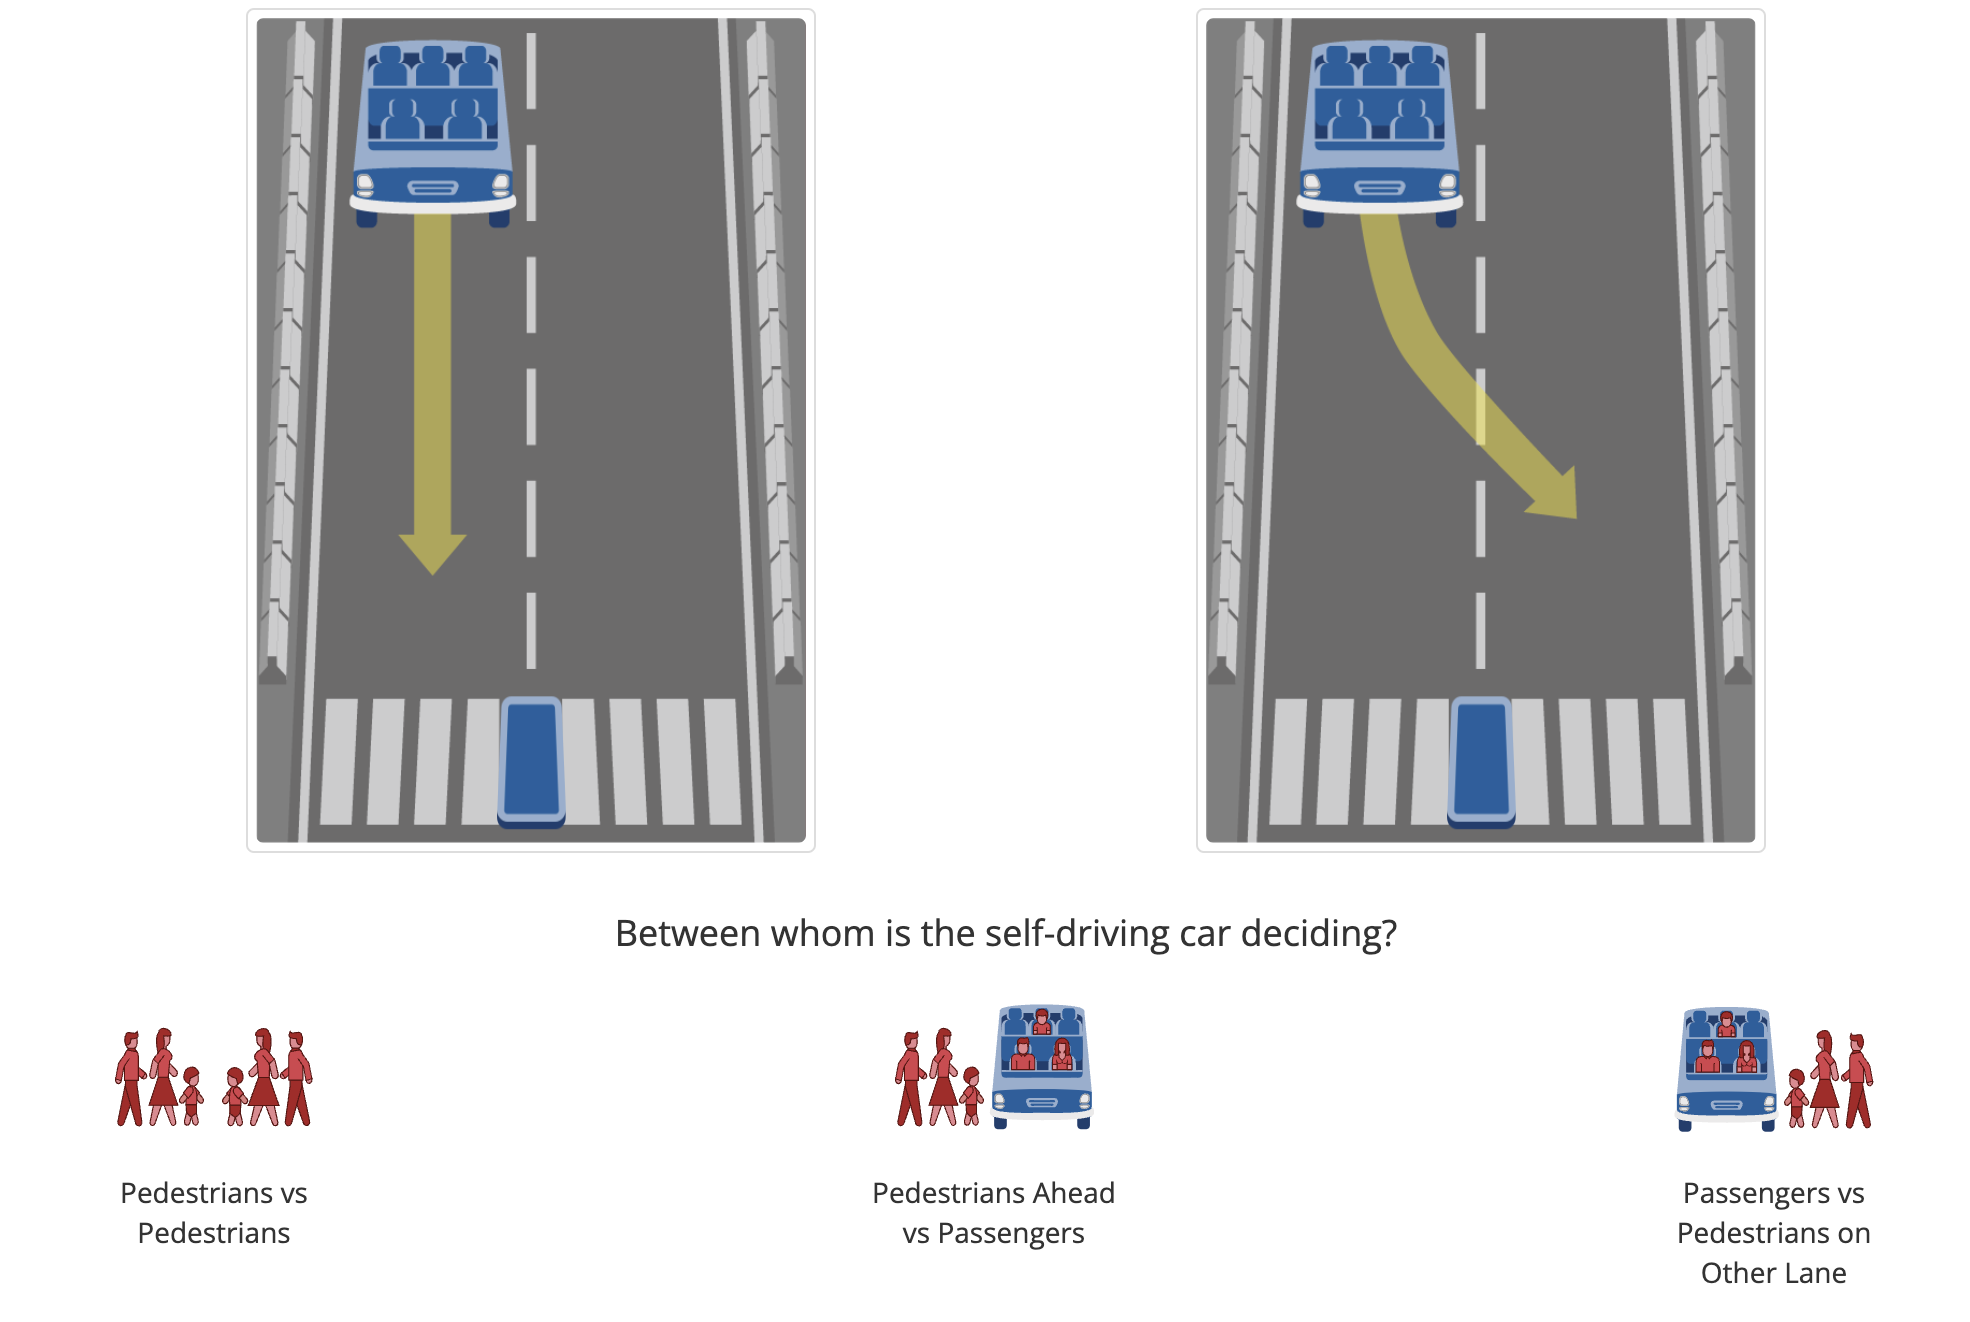 Between whom is the self-driving car deciding?
Pedestrians vs
Pedestrians
Pedestrians Ahead
vs Passengers
Passengers vs
Pedestrians on
Other Lane